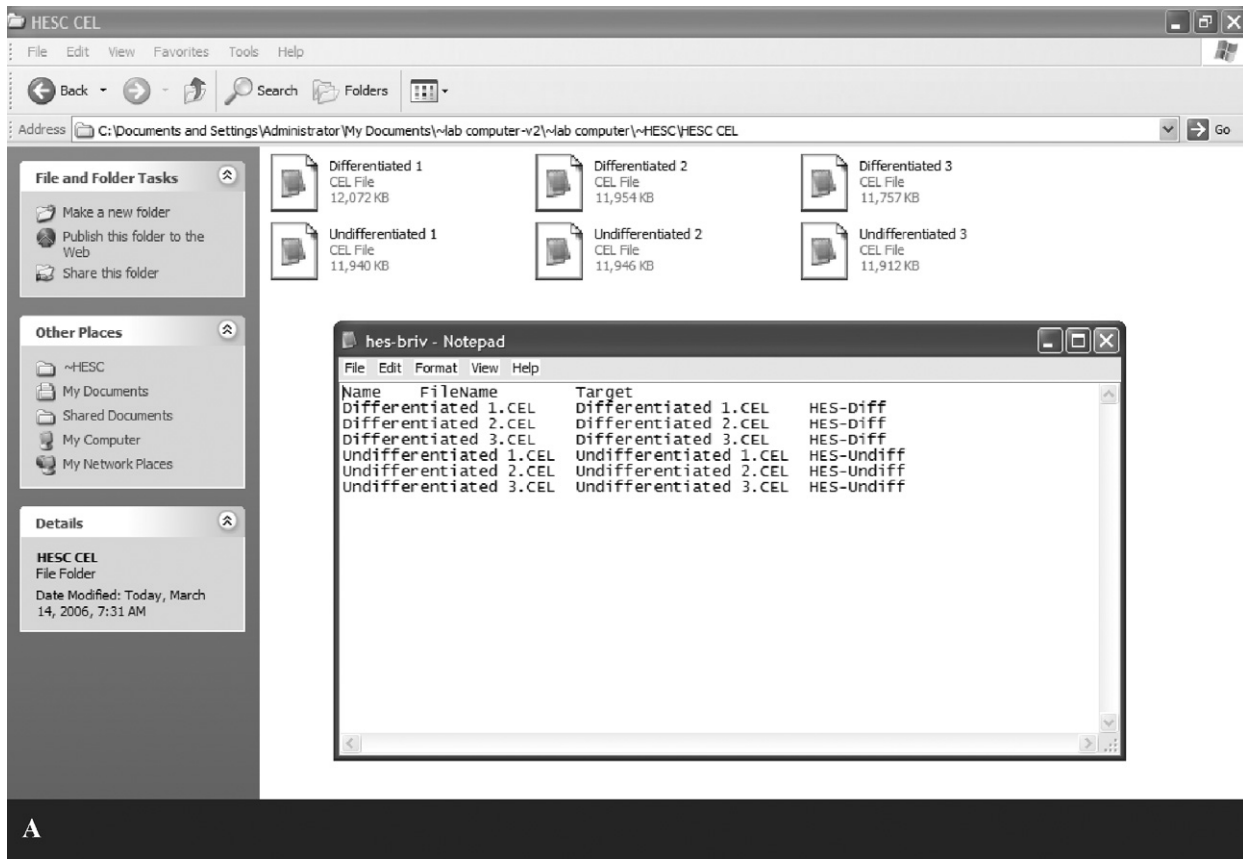 HESC CEL
File Edit View Favorites Tools Help
Back Search Folders
Address C:\Documents and Settings\Administrator\My Documents\~lab computer-v2\~lab computer\~HESC\HESC CEL Go
File and Folder Tasks
Make a new folder
Publish this folder to the
Web
Share this folder
Other Places
~HESC
My Documents
Shared Documents
My Computer
My Network Places
Details
HESC CEL
File Folder
Date Modified: Today, March
14, 2006, 7:31 AM
Differentiated 1
CEL File
12,072 KB
Differentiated 2
CEL File
11,954 KB
Differentiated 3
CEL File
11,757 KB
Undifferentiated 1
CEL File
11,940 KB
Undifferentiated 2
CEL File
11,946 KB
Undifferentiated 3
CEL File
11,912 KB
hes-briv - Notepad
File Edit Format View Help
Name FileName Target
Differentiated 1.CEL Differentiated 1.CEL HES-Diff
Differentiated 2.CEL Differentiated 2.CEL HES-Diff
Differentiated 3.CEL Differentiated 3.CEL HES-Diff
Undifferentiated 1.CEL Undifferentiated 1.CEL HES-Undiff
Undifferentiated 2.CEL Undifferentiated 2.CEL HES-Undiff
Undifferentiated 3.CEL Undifferentiated 3.CEL HES-Undiff
A